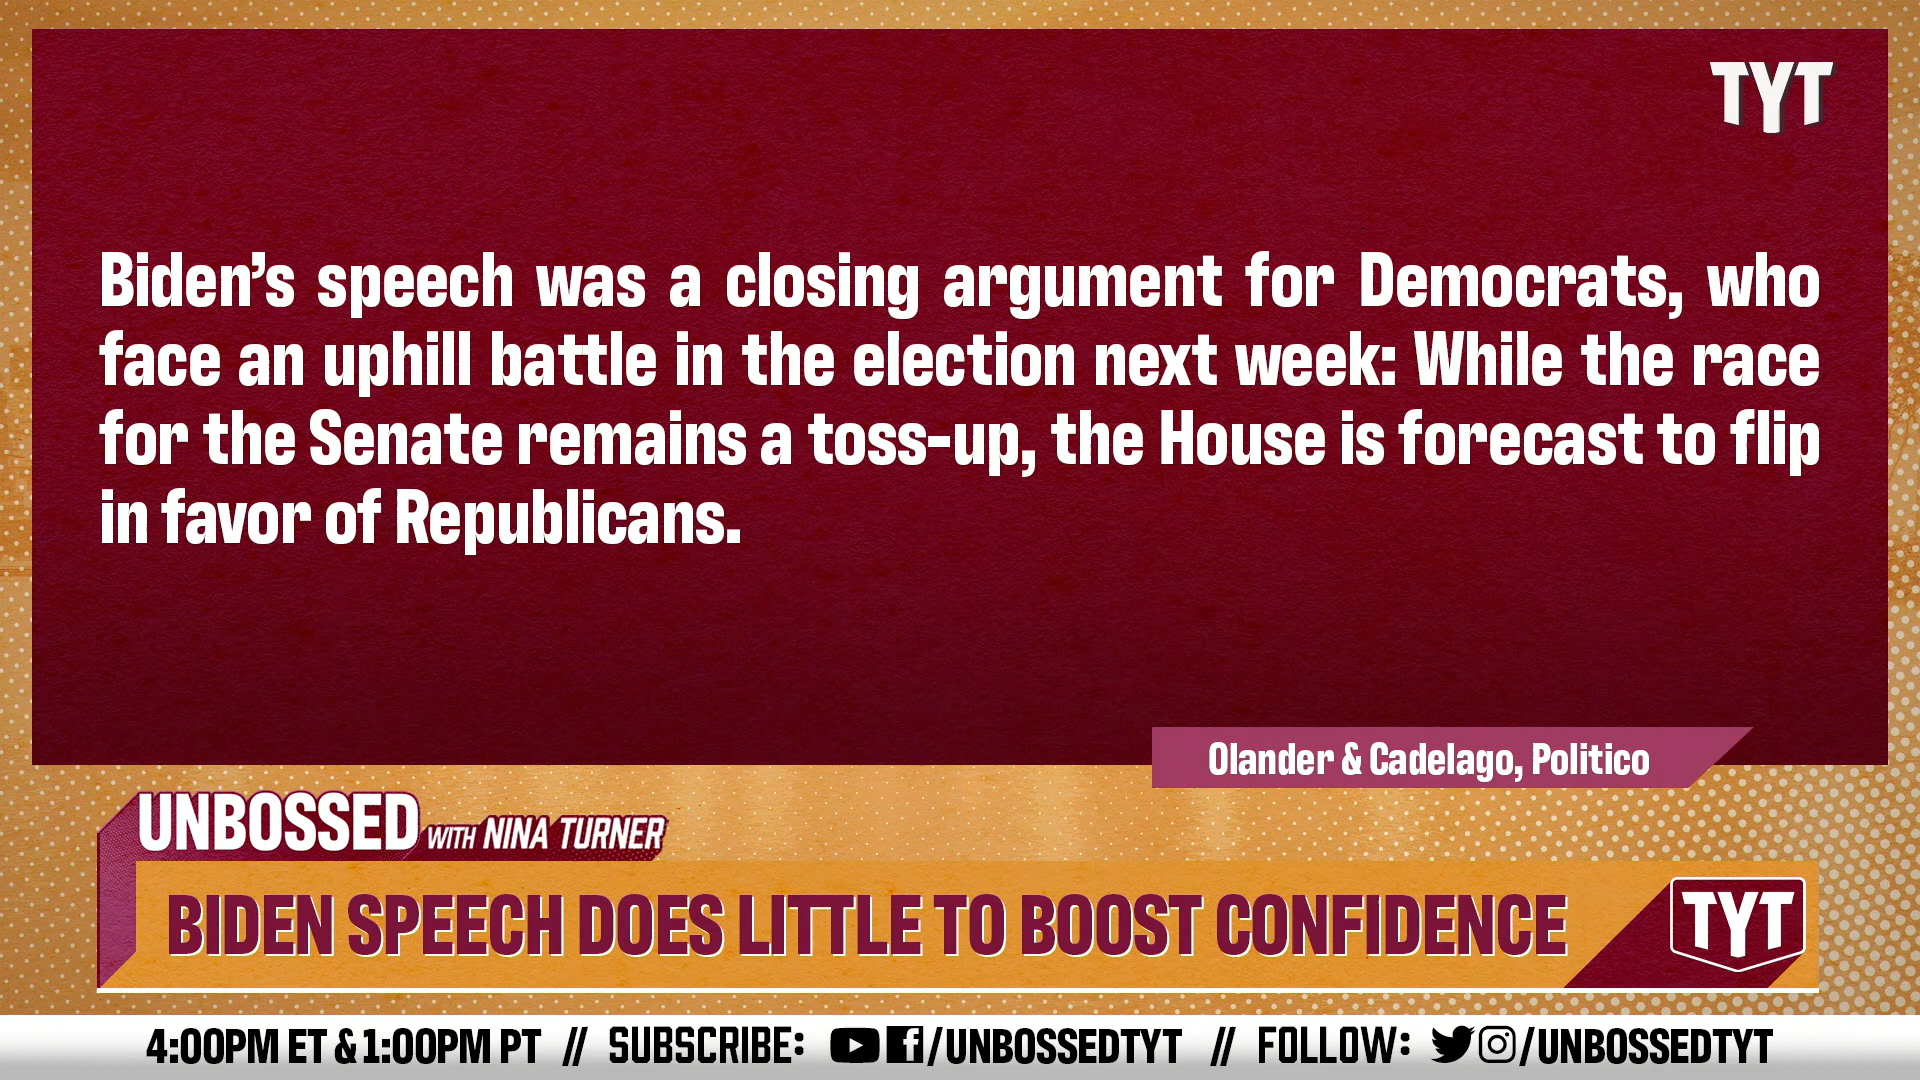 TYT
Biden’s speech was a closing argument for Democrats, who
face an uphill battle in the election next week: While the race
for the Senate remains a toss-up, the House is forecast to flip
in favor of Republicans.
Olander & Cadelago, Politico
UNBOSSED WITH NINA TURNER
BIDEN SPEECH DOES LITTLE TO BOOST CONFIDENCE
TYT
4:00PM ET & 1:00PM PT // SUBSCRIBE: /UNBOSSEDTYT // FOLLOW: /UNBOSSEDTYT